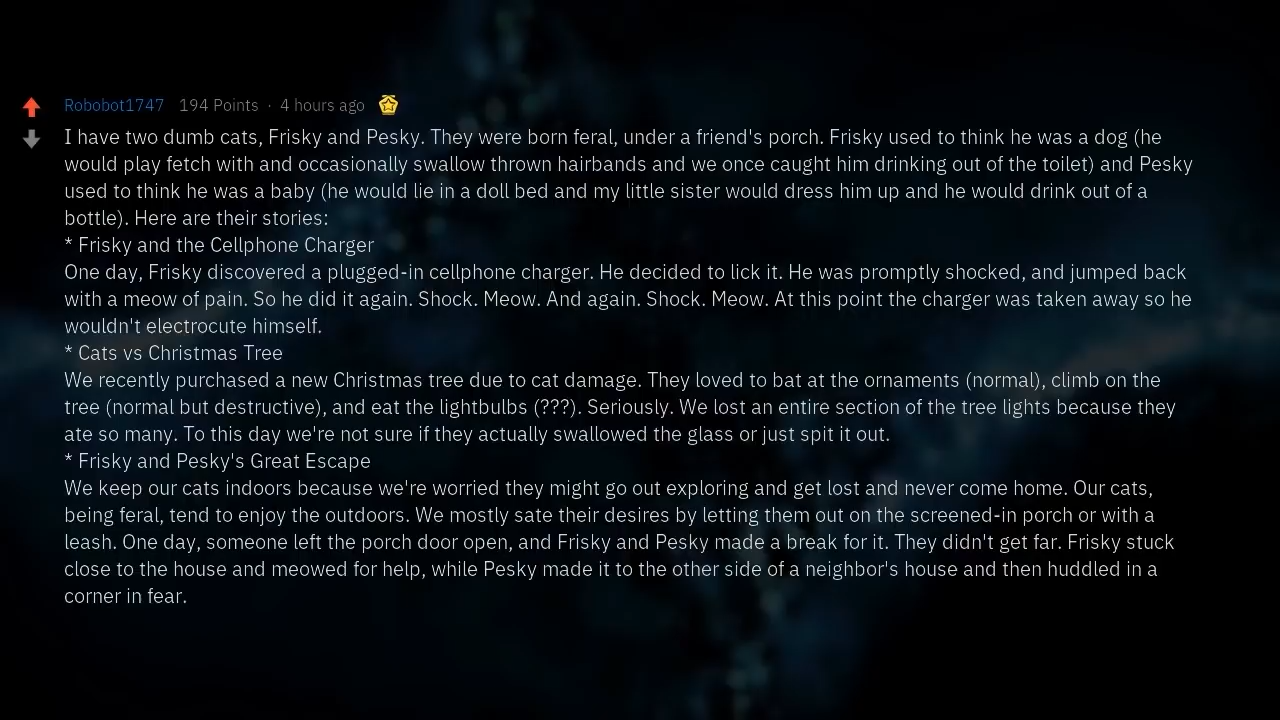 Robobot1747 194 Points · 4 hours ago
I have two dumb cats, Frisky and Pesky. They were born feral, under a friend's porch. Frisky used to think he was a dog (he
would play fetch with and occasionally swallow thrown hairbands and we once caught him drinking out of the toilet) and Pesky
used to think he was a baby (he would lie in a doll bed and my little sister would dress him up and he would drink out of a
bottle). Here are their stories:
* Frisky and the Cellphone Charger
One day, Frisky discovered a plugged-in cellphone charger. He decided to lick it. He was promptly shocked, and jumped back
with a meow of pain. So he did it again. Shock. Meow. And again. Shock. Meow. At this point the charger was taken away so he
wouldn't electrocute himself.
* Cats vs Christmas Tree
We recently purchased a new Christmas tree due to cat damage. They loved to bat at the ornaments (normal), climb on the
tree (normal but destructive), and eat the lightbulbs (???). Seriously. We lost an entire section of the tree lights because they
ate so many. To this day we're not sure if they actually swallowed the glass or just spit it out.
* Frisky and Pesky's Great Escape
We keep our cats indoors because we're worried they might go out exploring and get lost and never come home. Our cats,
being feral, tend to enjoy the outdoors. We mostly sate their desires by letting them out on the screened-in porch or with a
leash. One day, someone left the porch door open, and Frisky and Pesky made a break for it. They didn't get far. Frisky stuck
close to the house and meowed for help, while Pesky made it to the other side of a neighbor's house and then huddled in a
corner in fear.